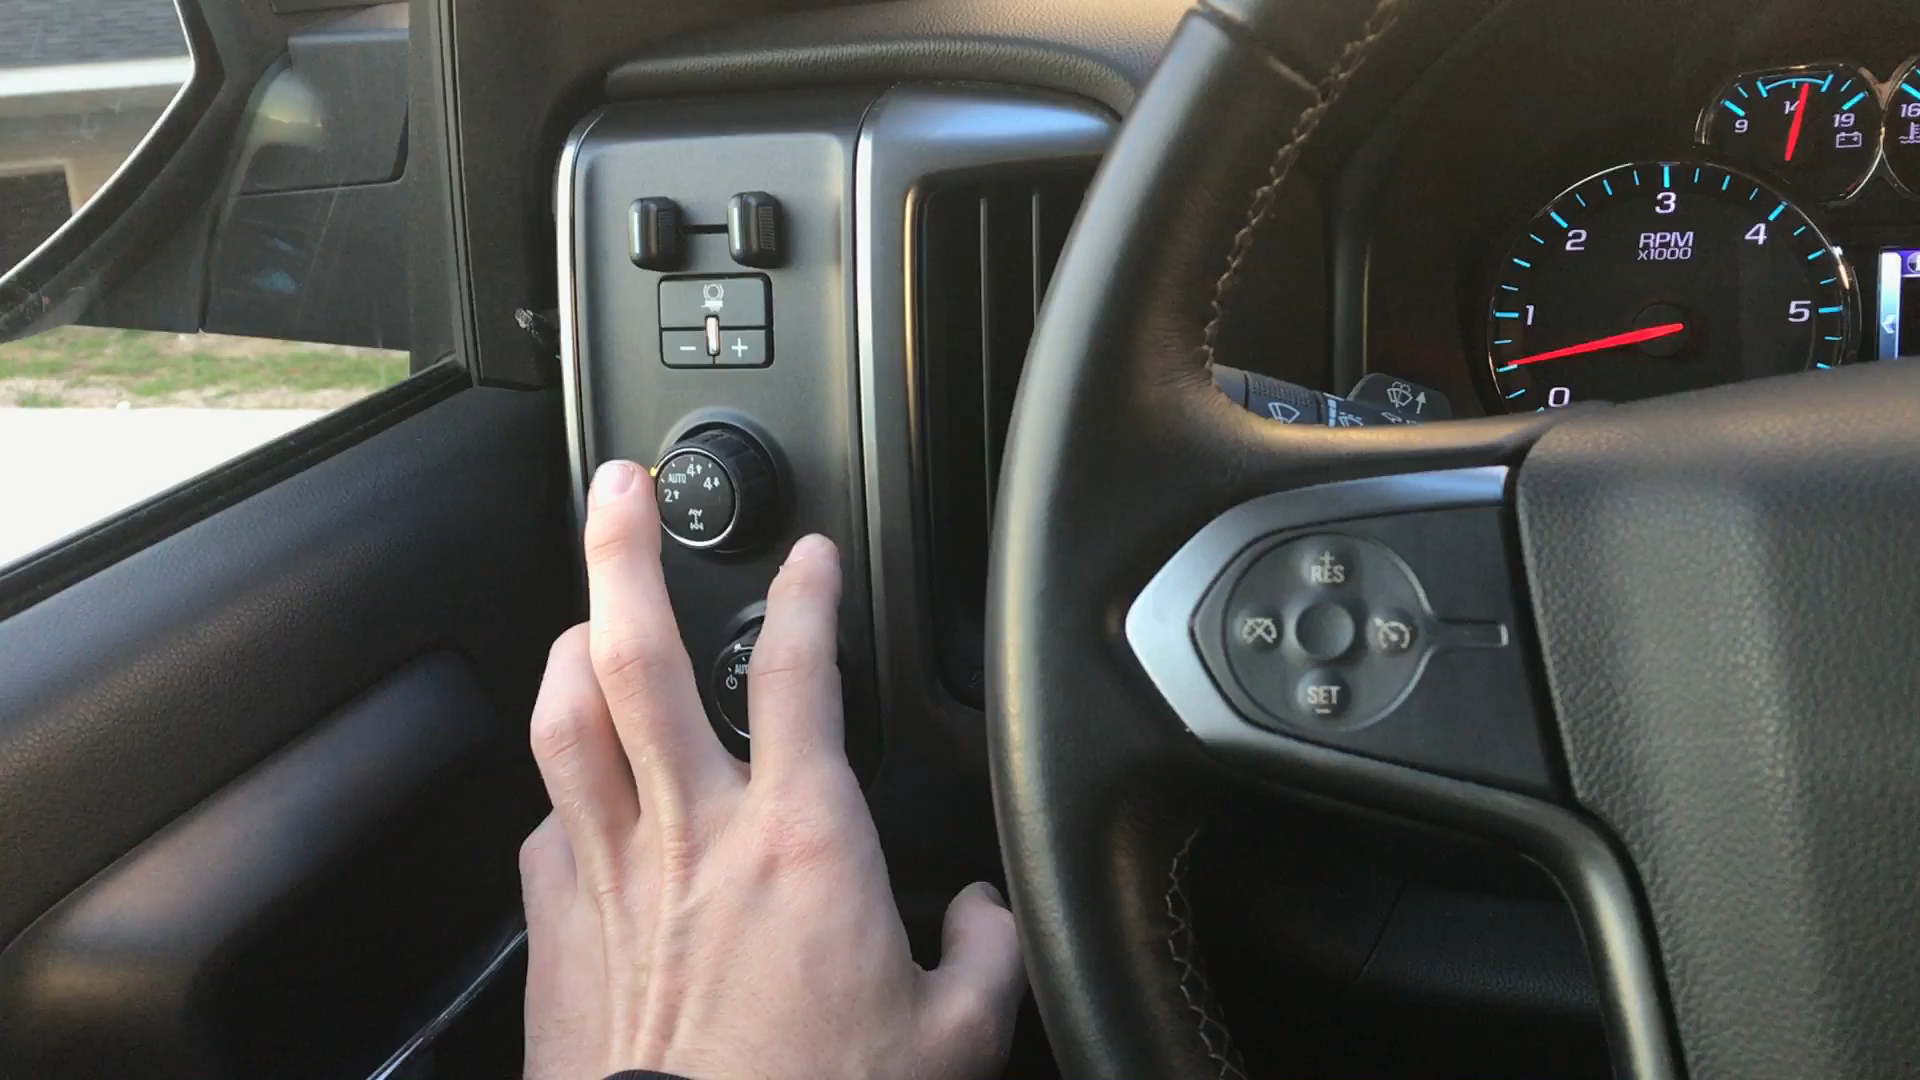 − +
AUTO 4↑
2↑ 4↓
AUTO
+
RES
SET
−
9 14 19
16
RPM
x1000
0 1 2 3 4 5